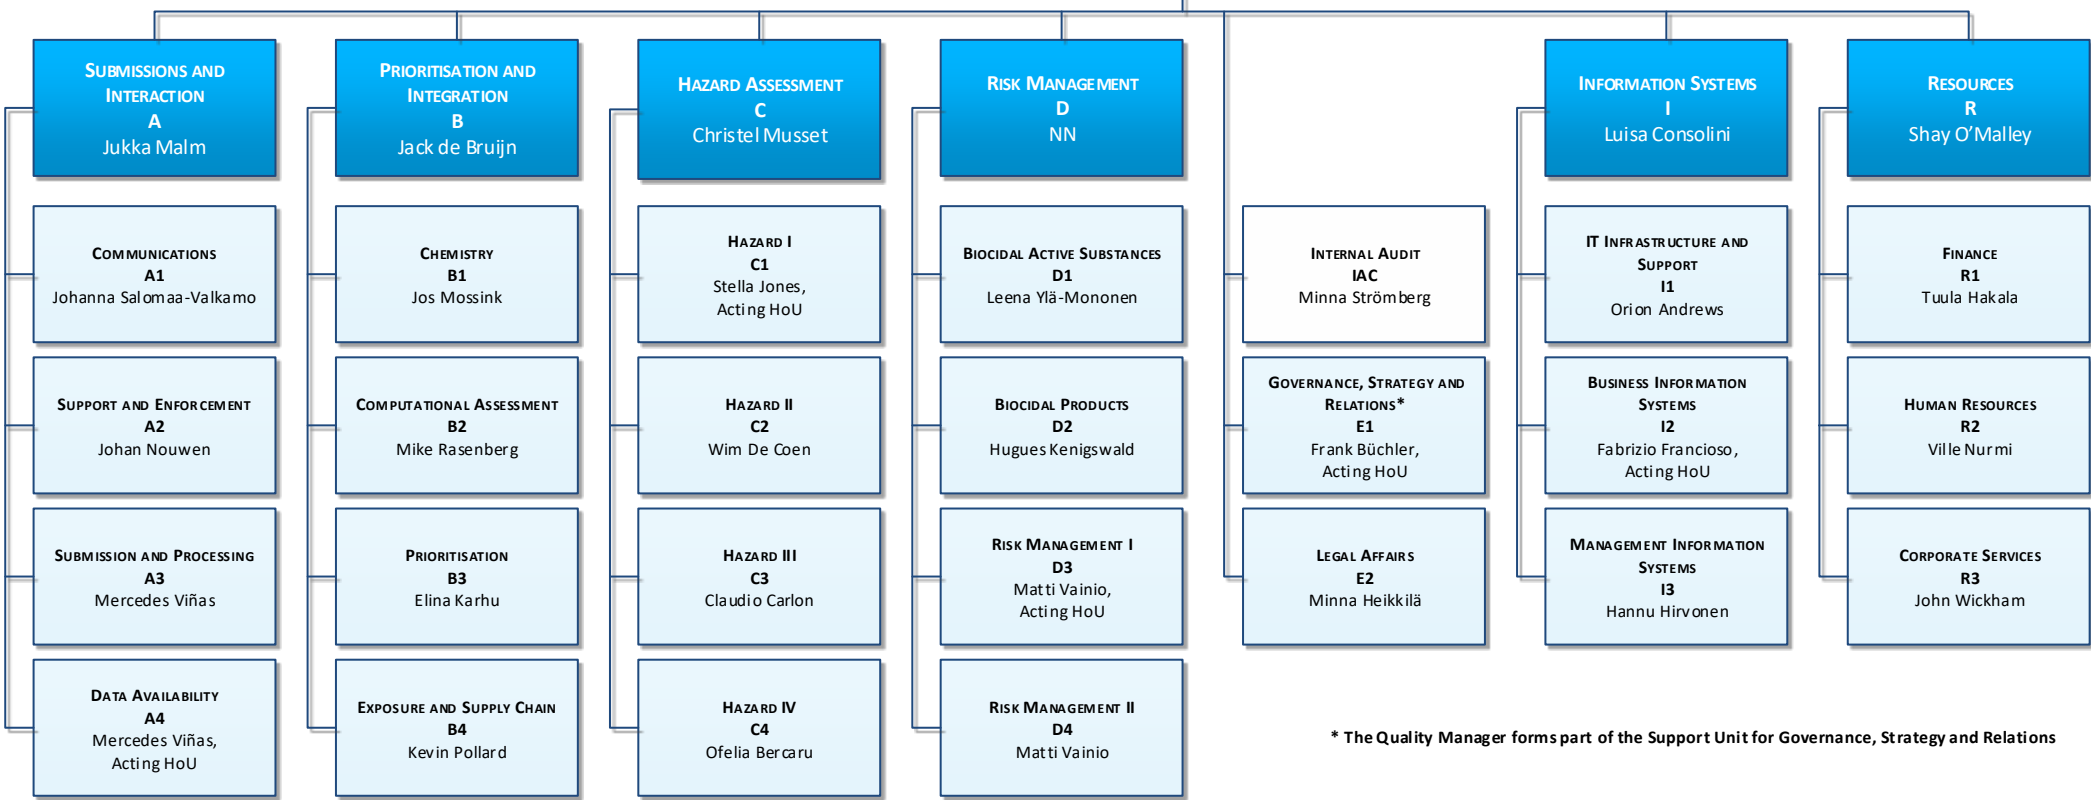 SUBMISSIONS AND
INTERACTION
A
Jukka Malm
PRIORITISATION AND
INTEGRATION
B
Jack de Bruijn
HAZARD ASSESSMENT
C
Christel Musset
RISK MANAGEMENT
D
NN
INFORMATION SYSTEMS
I
Luisa Consolini
RESOURCES
R
Shay O’Malley
COMMUNICATIONS
A1
Johanna Salomaa-Valkamo
CHEMISTRY
B1
Jos Mossink
HAZARD I
C1
Stella Jones,
Acting HoU
BIOCIDAL ACTIVE SUBSTANCES
D1
Leena Ylä-Mononen
INTERNAL AUDIT
IAC
Minna Strömberg
IT INFRASTRUCTURE AND
SUPPORT
I1
Orion Andrews
FINANCE
R1
Tuula Hakala
SUPPORT AND ENFORCEMENT
A2
Johan Nouwen
COMPUTATIONAL ASSESSMENT
B2
Mike Rasenberg
HAZARD II
C2
Wim De Coen
BIOCIDAL PRODUCTS
D2
Hugues Kenigswald
GOVERNANCE, STRATEGY AND
RELATIONS*
E1
Frank Büchler,
Acting HoU
BUSINESS INFORMATION
SYSTEMS
I2
Fabrizio Francioso,
Acting HoU
HUMAN RESOURCES
R2
Ville Nurmi
SUBMISSION AND PROCESSING
A3
Mercedes Viñas
PRIORITISATION
B3
Elina Karhu
HAZARD III
C3
Claudio Carlon
RISK MANAGEMENT I
D3
Matti Vainio,
Acting HoU
LEGAL AFFAIRS
E2
Minna Heikkilä
MANAGEMENT INFORMATION
SYSTEMS
I3
Hannu Hirvonen
CORPORATE SERVICES
R3
John Wickham
DATA AVAILABILITY
A4
Mercedes Viñas,
Acting HoU
EXPOSURE AND SUPPLY CHAIN
B4
Kevin Pollard
HAZARD IV
C4
Ofelia Bercaru
RISK MANAGEMENT II
D4
Matti Vainio
* The Quality Manager forms part of the Support Unit for Governance, Strategy and Relations